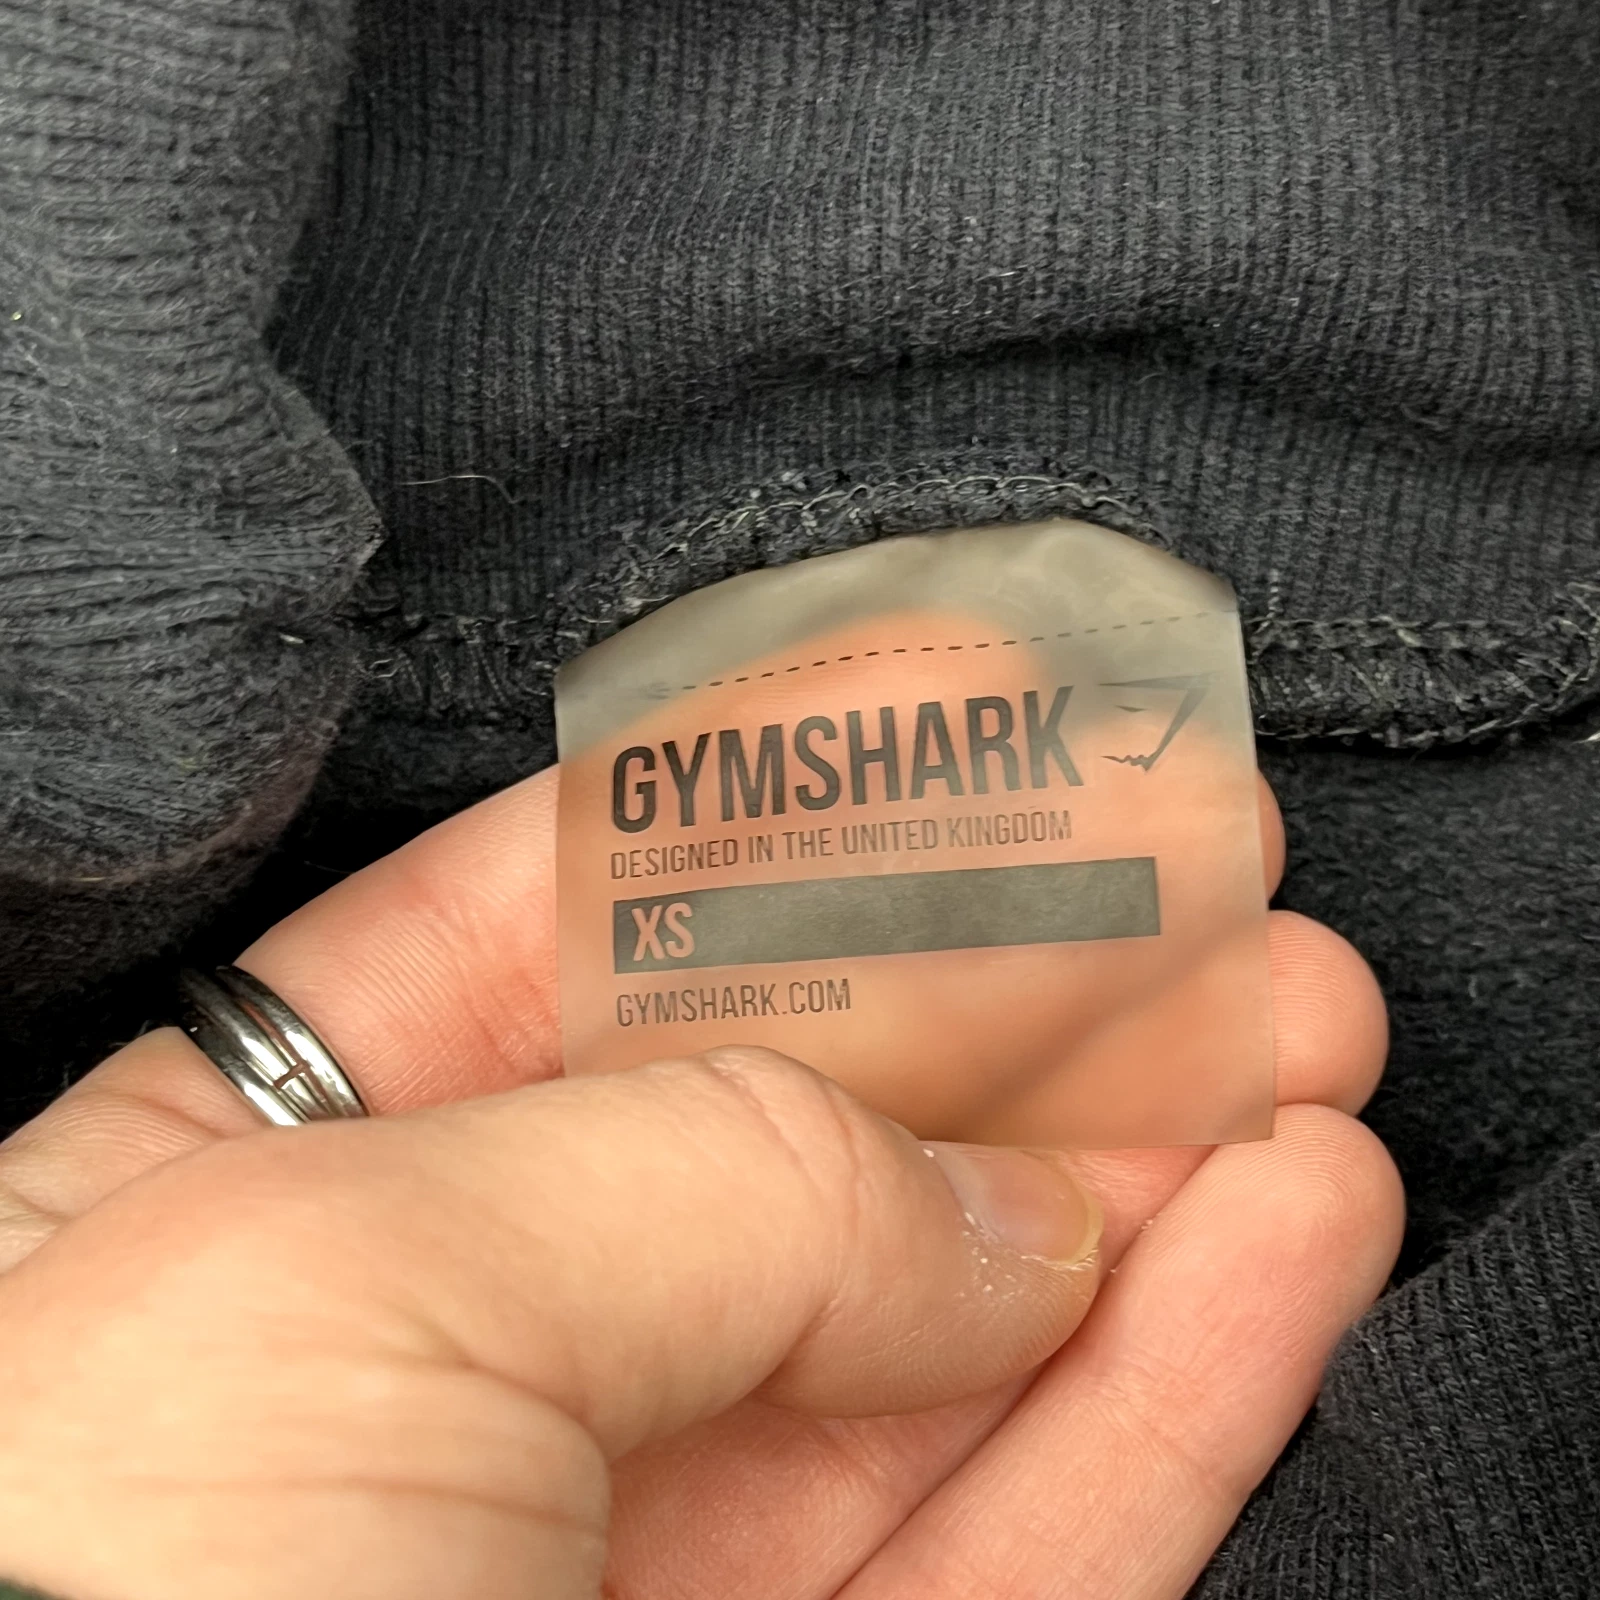 GYMSHARK
DESIGNED IN THE UNITED KINGDOM
XS
GYMSHARK.COM